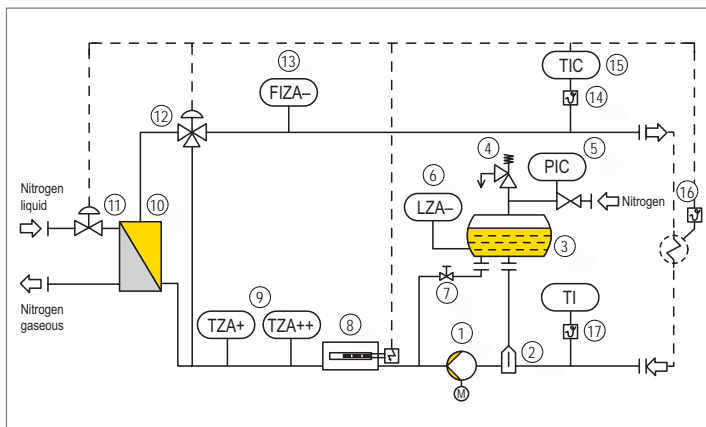 13
TIC
15
12
FIZA–
14
4
PIC
5
Nitrogen
liquid
11
10
6
LZA–
Nitrogen
16
3
Nitrogen
gaseous
9
7
TI
TZA+
TZA++
8
1
2
17
M